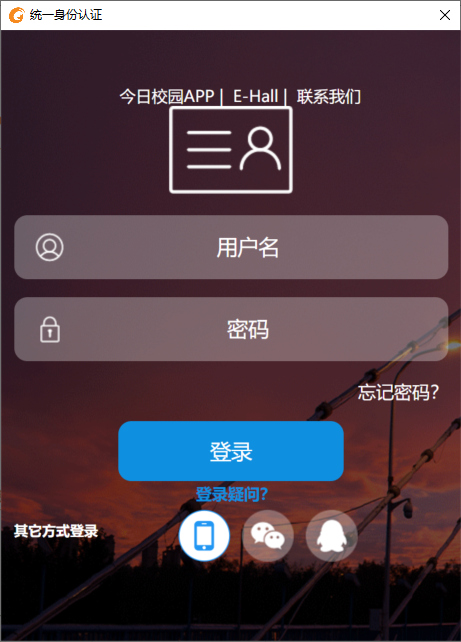 统一身份认证
今日校园APP | E-Hall | 联系我们
用户名
密码
忘记密码?
登录
登录疑问?
其它方式登录